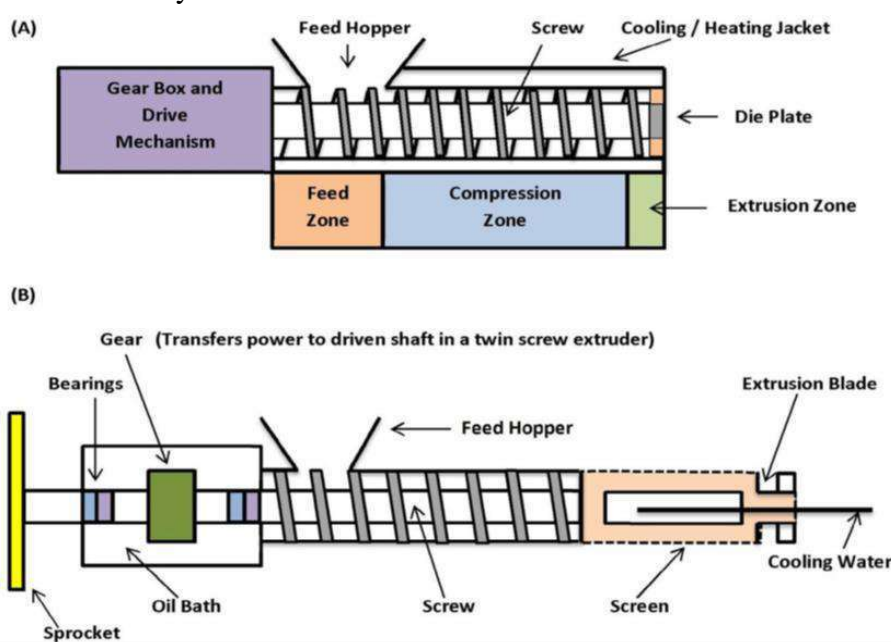 (A)
Feed Hopper
Screw
Cooling / Heating Jacket
Gear Box and
Drive
Mechanism
Die Plate
Feed
Zone
Compression
Zone
Extrusion Zone
(B)
Gear (Transfers power to driven shaft in a twin screw extruder)
Bearings
Extrusion Blade
Feed Hopper
Cooling Water
Oil Bath
Screw
Screen
Sprocket